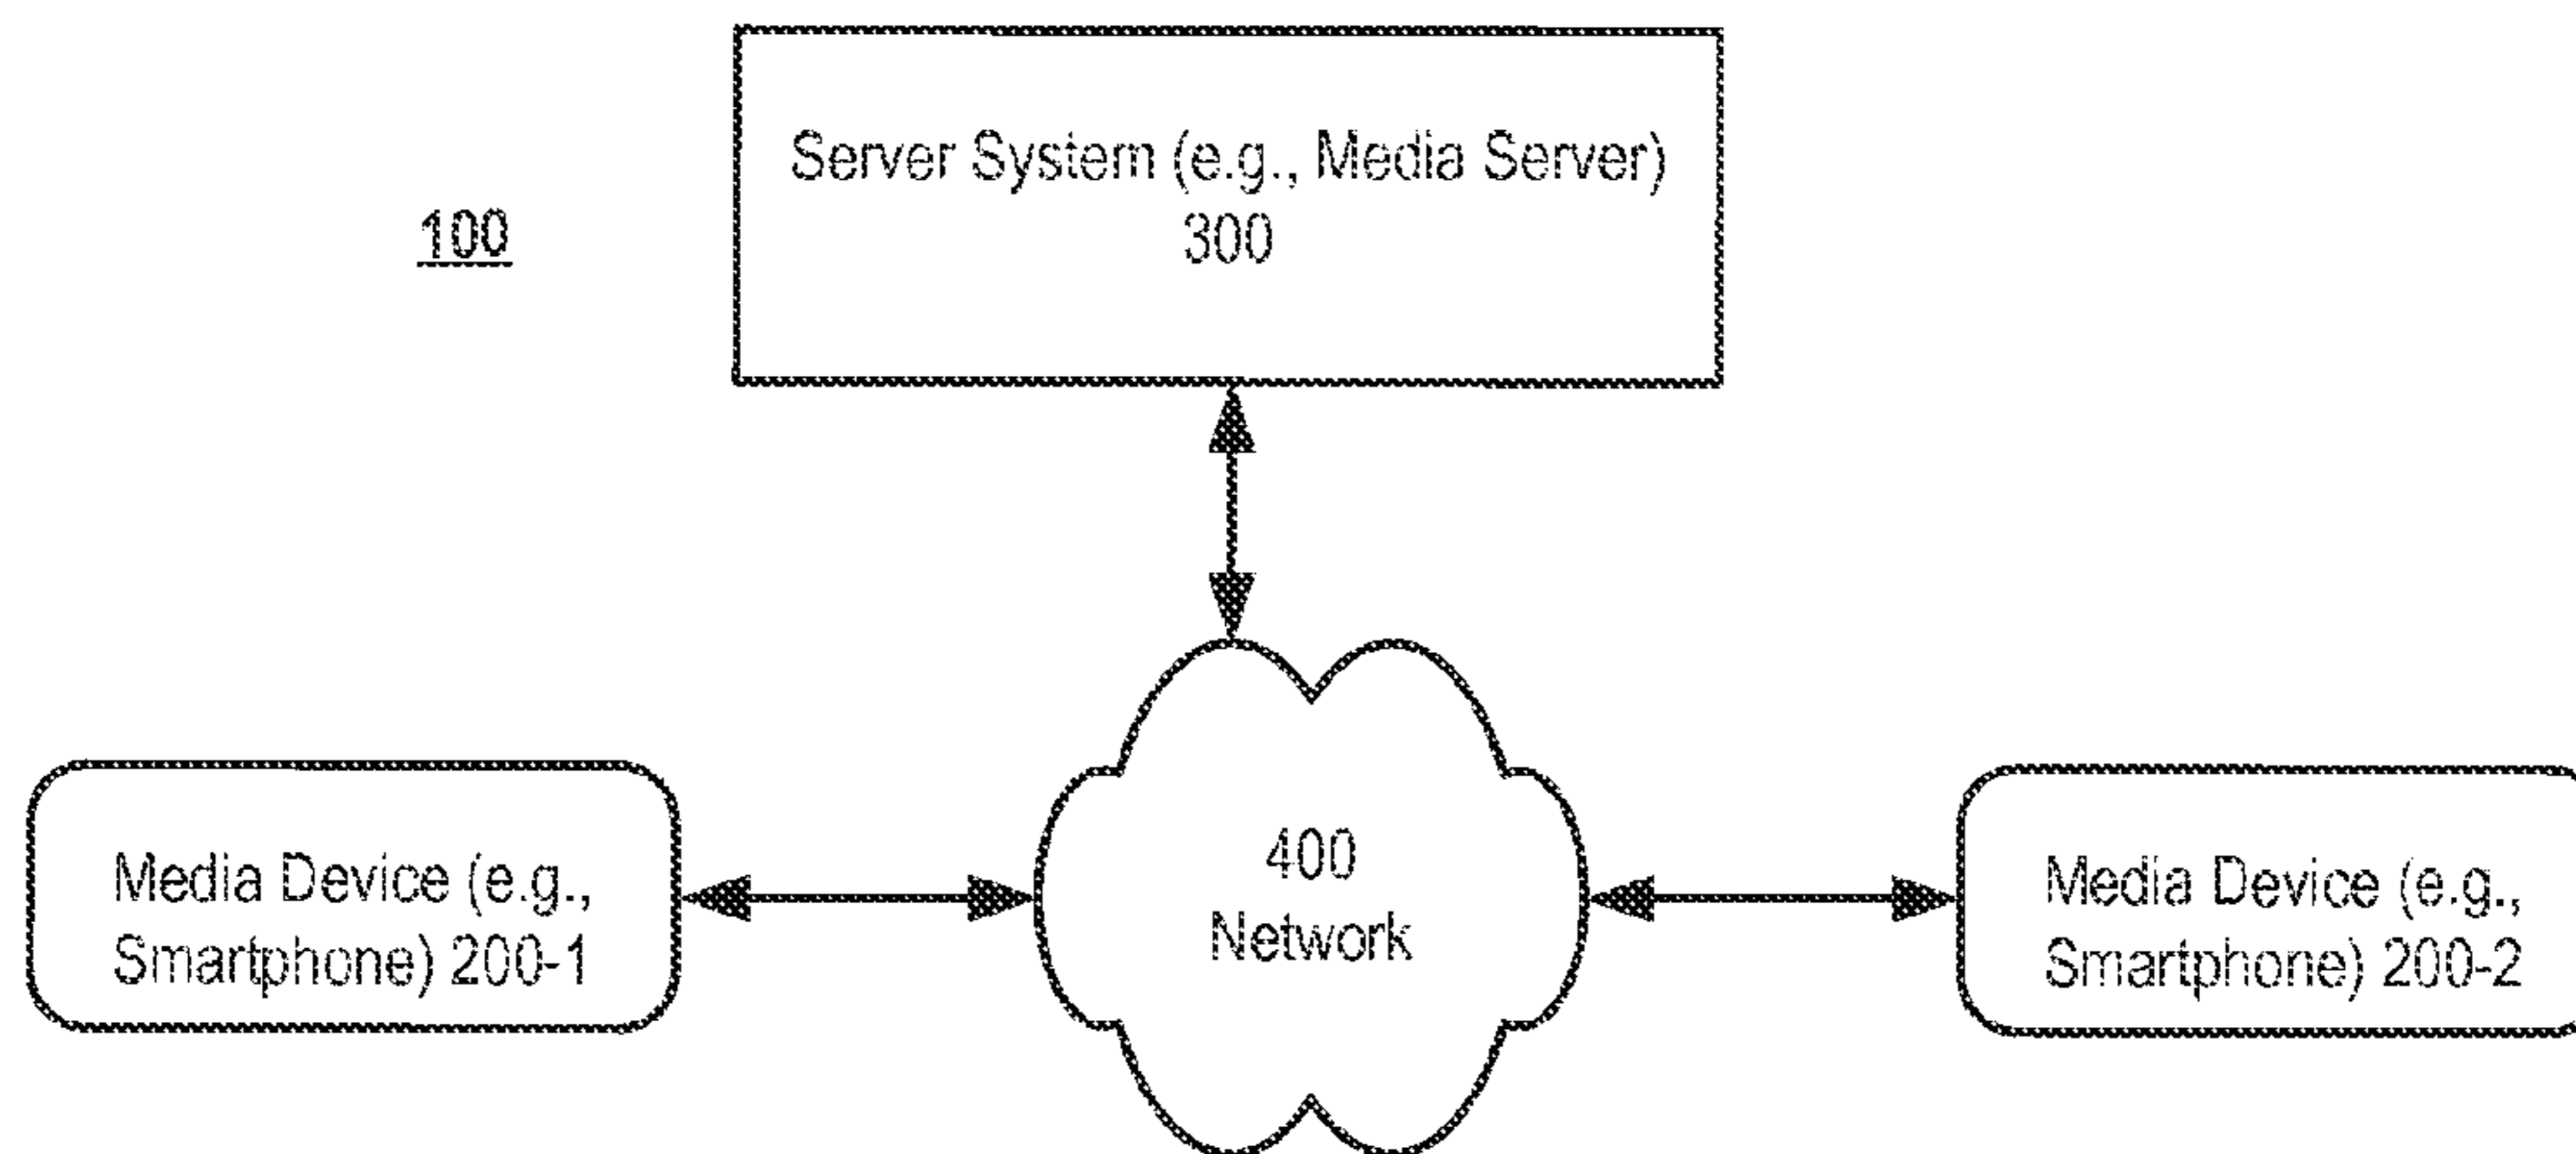 Server System (e.g., Media Server)
300
100
400
Network
Media Device (e.g.,
Smartphone) 200-1
Media Device (e.g.,
Smartphone) 200-2